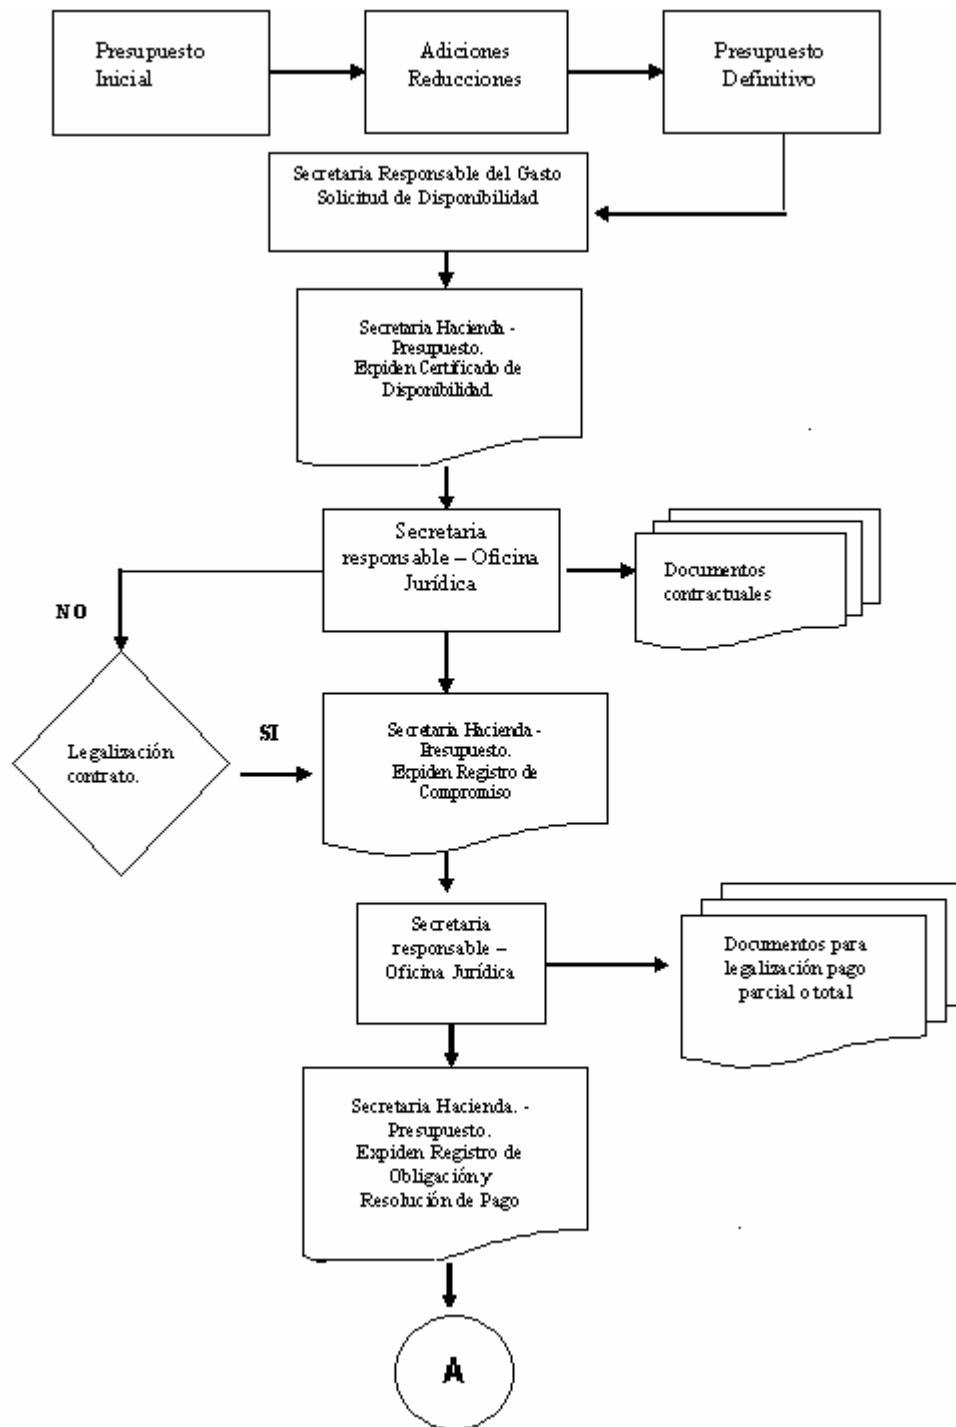 Presupuesto
Inicial
Adiciones
Reducciones
Presupuesto
Definitivo
Secretaria Responsable del Gasto
Solicitud de Disponibilidad
Secretaria Hacienda -
Presupuesto.
Expiden Certificado de
Disponibilidad.
Secretaria
responsable – Oficina
Jurídica
Documentos
contractuales
NO
Legalización
contrato.
SI
Secretaria Hacienda -
Presupuesto.
Expiden Registro de
Compromiso
Secretaria
responsable –
Oficina Jurídica
Documentos para
legalización pago
parcial o total
Secretaria Hacienda. -
Presupuesto.
Expiden Registro de
Obligación y
Resolución de Pago
A